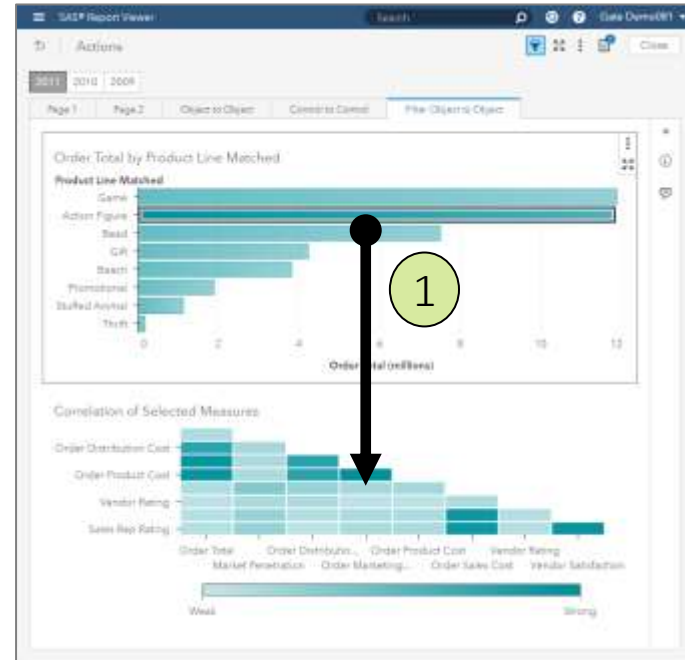 SAS® Report Viewer Search Gate Demo001
Actions Close
2011 2010 2009
Page 1 Page 2 Object to Object Control to Control Filter Object to Object
Order Total by Product Line Matched
Product Line Matched
Game
Action Figure
Bead
Gift
Beach
Promotional
Stuffed Animal
Thrift
0 2 4 6 8 10 12
Order Total (millions)
1
Correlation of Selected Measures
Order Distribution Cost
Order Product Cost
Vendor Rating
Sales Rep Rating
Order Total Order Distributio... Order Product Cost Vendor Rating
Market Penetration Order Marketing... Order Sales Cost Vendor Satisfaction
Weak Strong